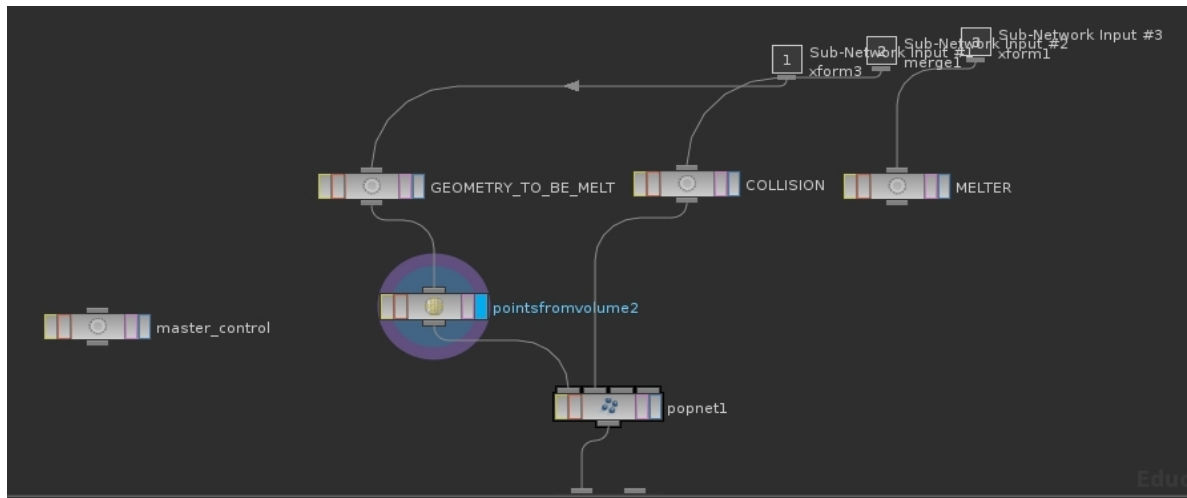 Sub-Network Input #3
xform1
Sub-Network Input #2
merge1
Sub-Network Input #1
xform3
1
2
3
GEOMETRY_TO_BE_MELT
COLLISION
MELTER
pointsfromvolume2
master_control
popnet1
Educ